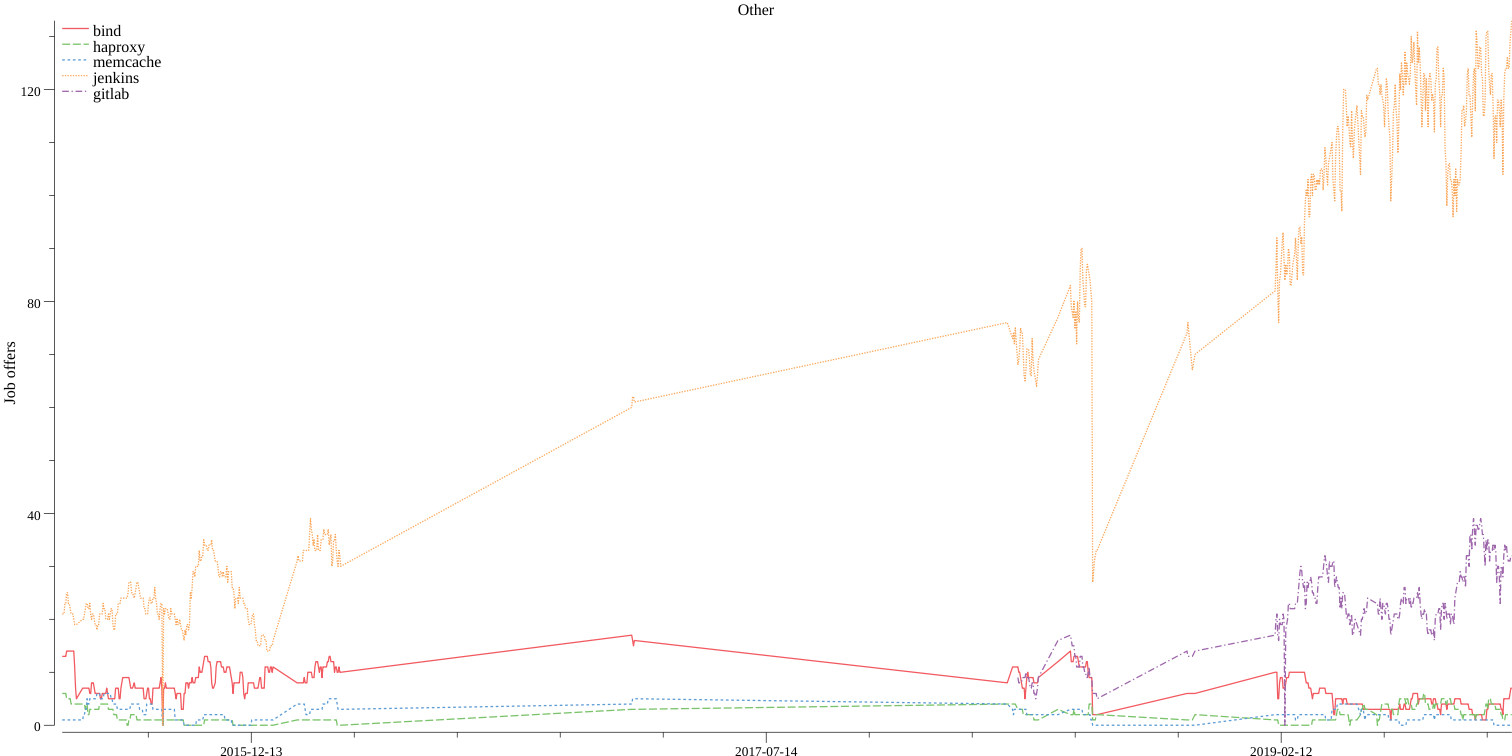 Other
bind
haproxy
memcache
jenkins
gitlab
120
80
40
0
Job offers
2015-12-13
2017-07-14
2019-02-12